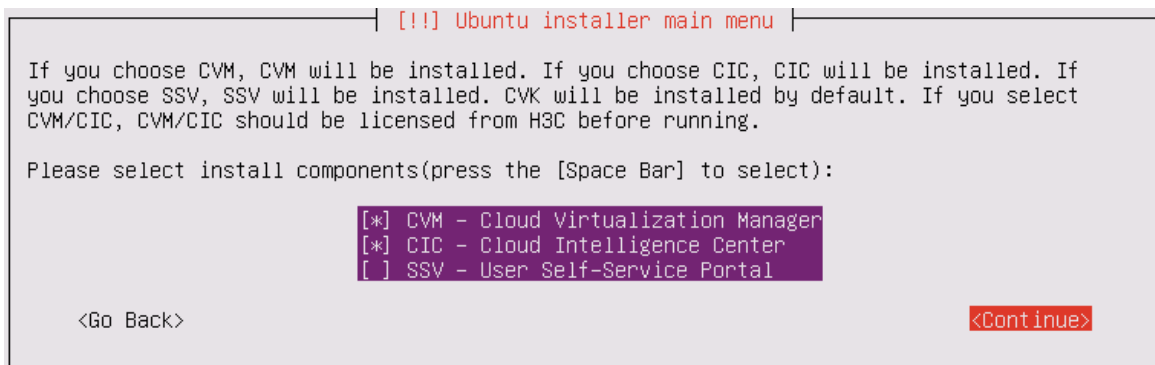 [!!] Ubuntu installer main menu
If you choose CVM, CVM will be installed. If you choose CIC, CIC will be installed. If
you choose SSV, SSV will be installed. CVK will be installed by default. If you select
CVM/CIC, CVM/CIC should be licensed from H3C before running.
Please select install components(press the [Space Bar] to select):
[*] CVM – Cloud Virtualization Manager
[*] CIC – Cloud Intelligence Center
[ ] SSV – User Self-Service Portal
<Go Back> <Continue>